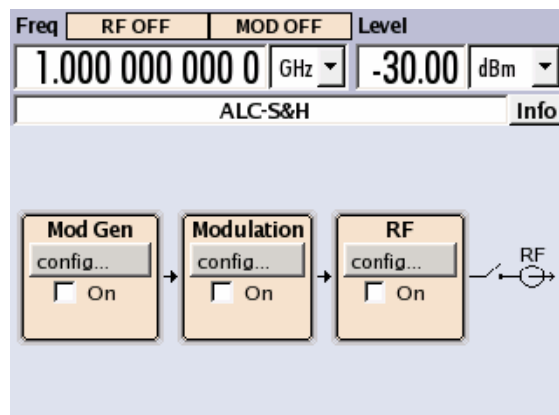 Freq RF OFF MOD OFF Level
1.000 000 000 0 GHz -30.00 dBm
ALC-S&H Info
Mod Gen Modulation RF
config... config... config... RF
On On On